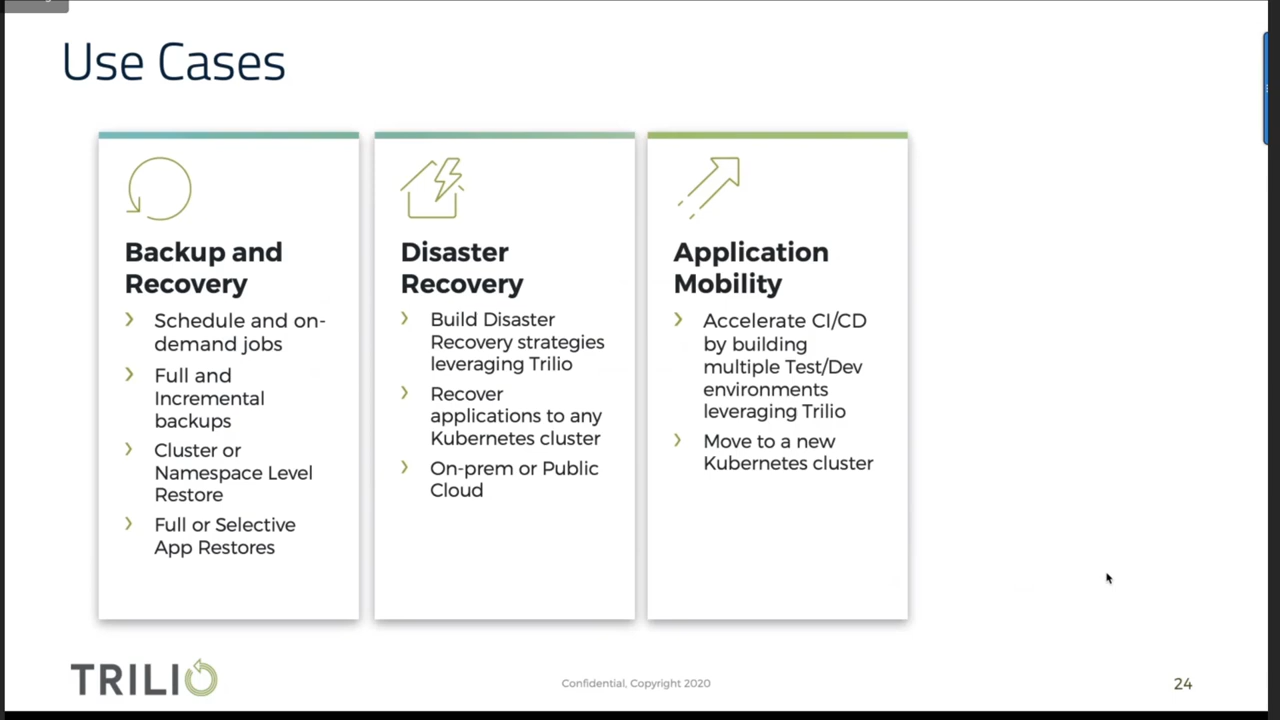 Use Cases
Backup and
Recovery
Schedule and on-
demand jobs
Full and
Incremental
backups
Cluster or
Namespace Level
Restore
Full or Selective
App Restores
Disaster
Recovery
Build Disaster
Recovery strategies
leveraging Trilio
Recover
applications to any
Kubernetes cluster
On-prem or Public
Cloud
Application
Mobility
Accelerate CI/CD
by building
multiple Test/Dev
environments
leveraging Trilio
Move to a new
Kubernetes cluster
TRILIO
Confidential, Copyright 2020
24